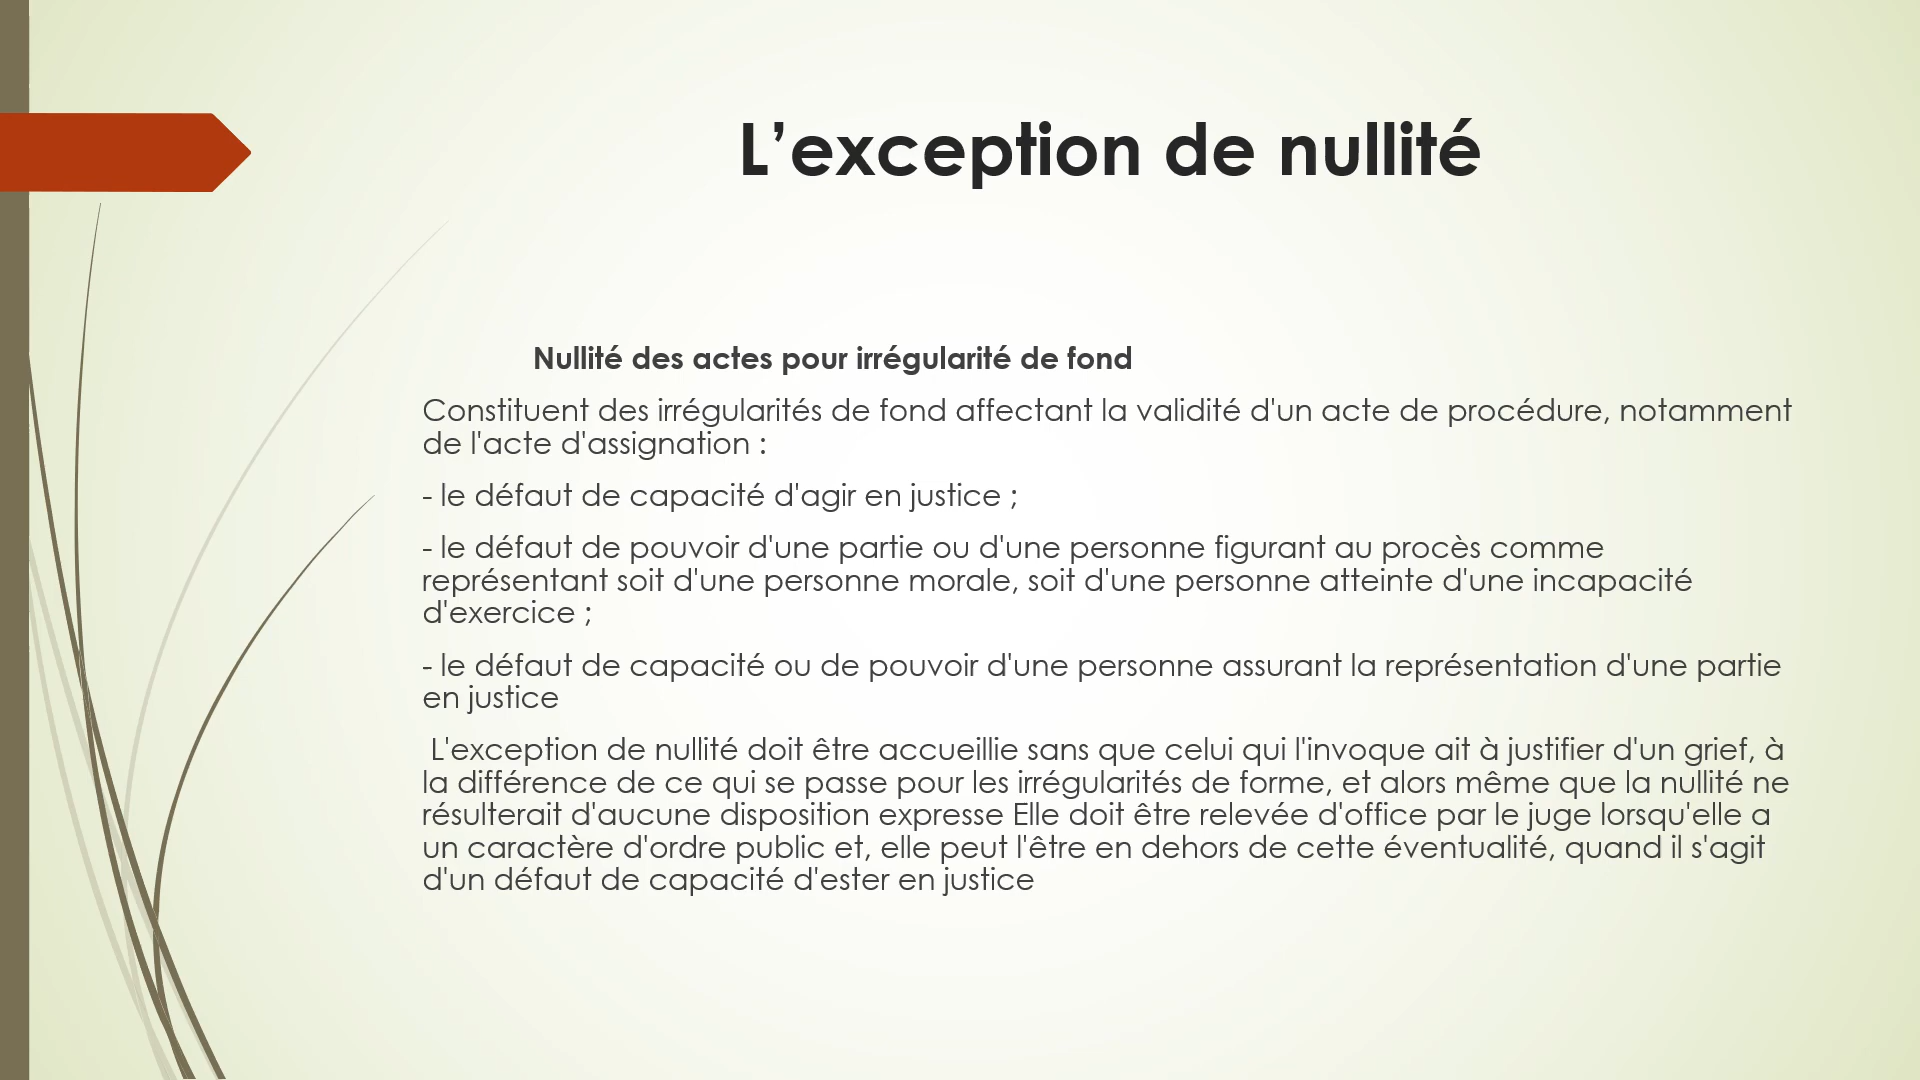 L’exception de nullité
Nullité des actes pour irrégularité de fond
Constituent des irrégularités de fond affectant la validité d'un acte de procédure, notamment
de l'acte d'assignation :
- le défaut de capacité d'agir en justice ;
- le défaut de pouvoir d'une partie ou d'une personne figurant au procès comme
représentant soit d'une personne morale, soit d'une personne atteinte d'une incapacité
d'exercice ;
- le défaut de capacité ou de pouvoir d'une personne assurant la représentation d'une partie
en justice
L'exception de nullité doit être accueillie sans que celui qui l'invoque ait à justifier d'un grief, à
la différence de ce qui se passe pour les irrégularités de forme, et alors même que la nullité ne
résulterait d'aucune disposition expresse Elle doit être relevée d'office par le juge lorsqu'elle a
un caractère d'ordre public et, elle peut l'être en dehors de cette éventualité, quand il s'agit
d'un défaut de capacité d'ester en justice